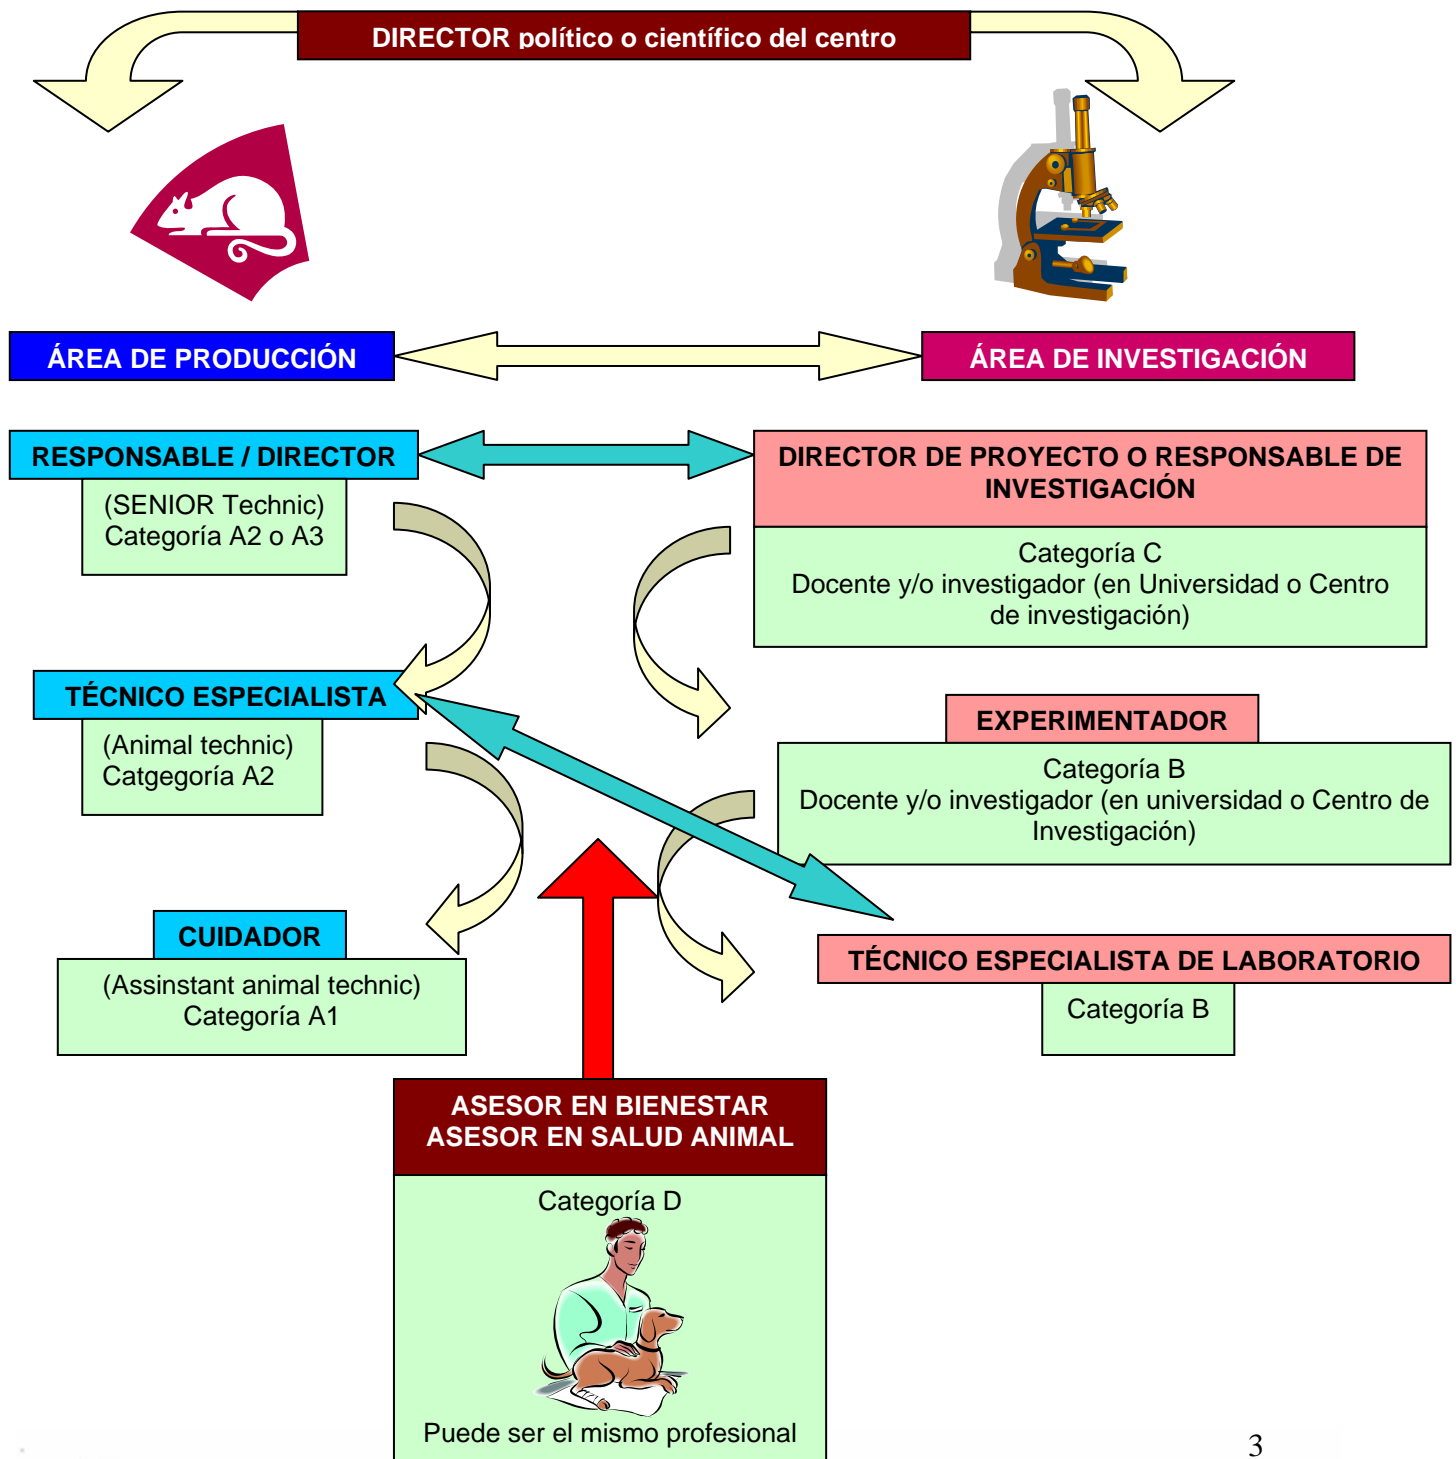 DIRECTOR político o científico del centro
ÁREA DE PRODUCCIÓN
ÁREA DE INVESTIGACIÓN
RESPONSABLE / DIRECTOR
(SENIOR Technic)
Categoría A2 o A3
DIRECTOR DE PROYECTO O RESPONSABLE DE
INVESTIGACIÓN
Categoría C
Docente y/o investigador (en Universidad o Centro
de investigación)
TÉCNICO ESPECIALISTA
(Animal technic)
Catgegoría A2
EXPERIMENTADOR
Categoría B
Docente y/o investigador (en universidad o Centro de
Investigación)
CUIDADOR
(Assinstant animal technic)
Categoría A1
TÉCNICO ESPECIALISTA DE LABORATORIO
Categoría B
ASESOR EN BIENESTAR
ASESOR EN SALUD ANIMAL
Categoría D
Puede ser el mismo profesional
3